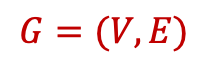 G = (V, E)